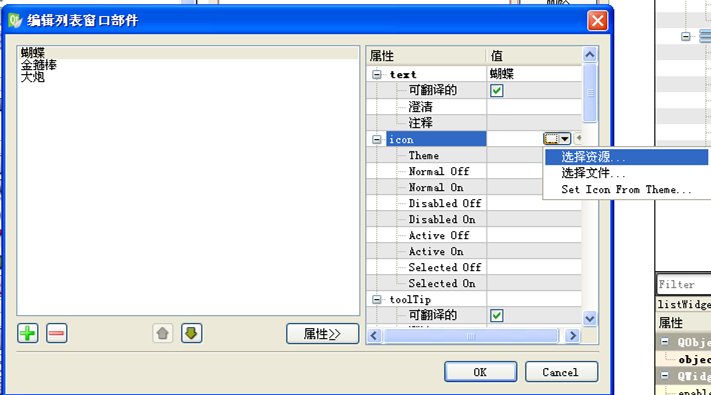 编辑列表窗口部件
蝴蝶
金箍棒
大炮
属性 值
text 蝴蝶
可翻译的
澄清
注释
icon
Theme
Normal Off
Normal On
Disabled Off
Disabled On
Active Off
Active On
Selected Off
Selected On
toolTip
可翻译的
选择资源...
选择文件...
Set Icon From Theme...
属性>>
OK
Cancel
Filter
listWidge
属性
QObje
objec
QWidg
enable